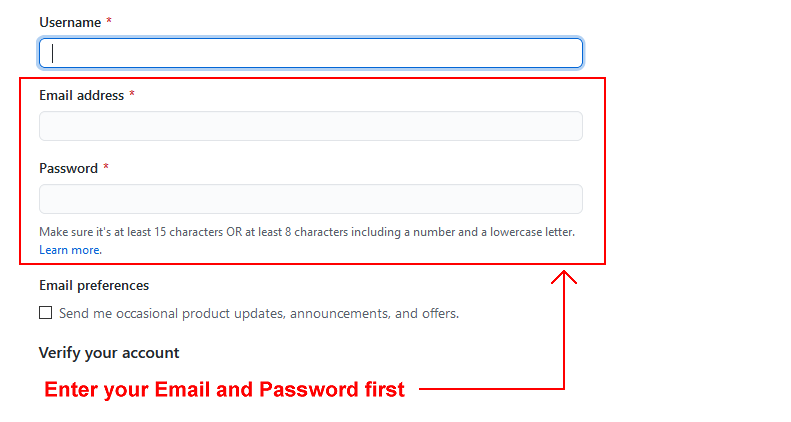 Username *
Email address *
Password *
Make sure it's at least 15 characters OR at least 8 characters including a number and a lowercase letter.
Learn more.
Email preferences
Send me occasional product updates, announcements, and offers.
Verify your account
Enter your Email and Password first